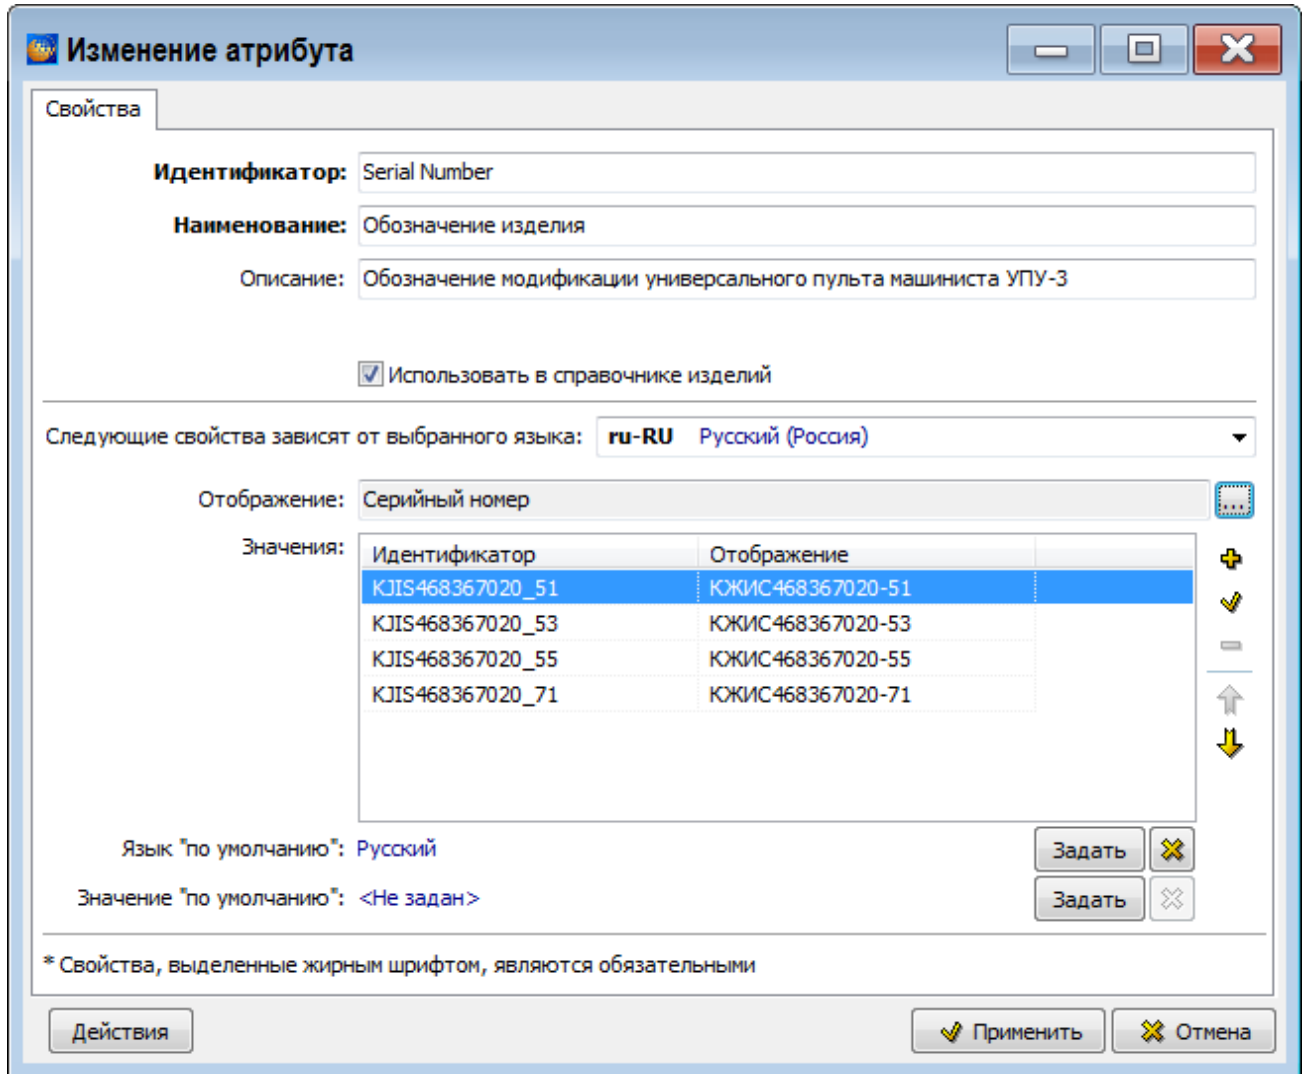 Изменение атрибута
Свойства
Идентификатор: Serial Number
Наименование: Обозначение изделия
Описание: Обозначение модификации универсального пульта машиниста УПУ-3
Использовать в справочнике изделий
Следующие свойства зависят от выбранного языка: ru-RU Русский (Россия)
Отображение: Серийный номер ...
Значения: Идентификатор Отображение
KJIS468367020_51 КЖИС468367020-51
KJIS468367020_53 КЖИС468367020-53
KJIS468367020_55 КЖИС468367020-55
KJIS468367020_71 КЖИС468367020-71
Язык "по умолчанию": Русский Задать
Значение "по умолчанию": <Не задан> Задать
* Свойства, выделенные жирным шрифтом, являются обязательными
Действия Применить Отмена